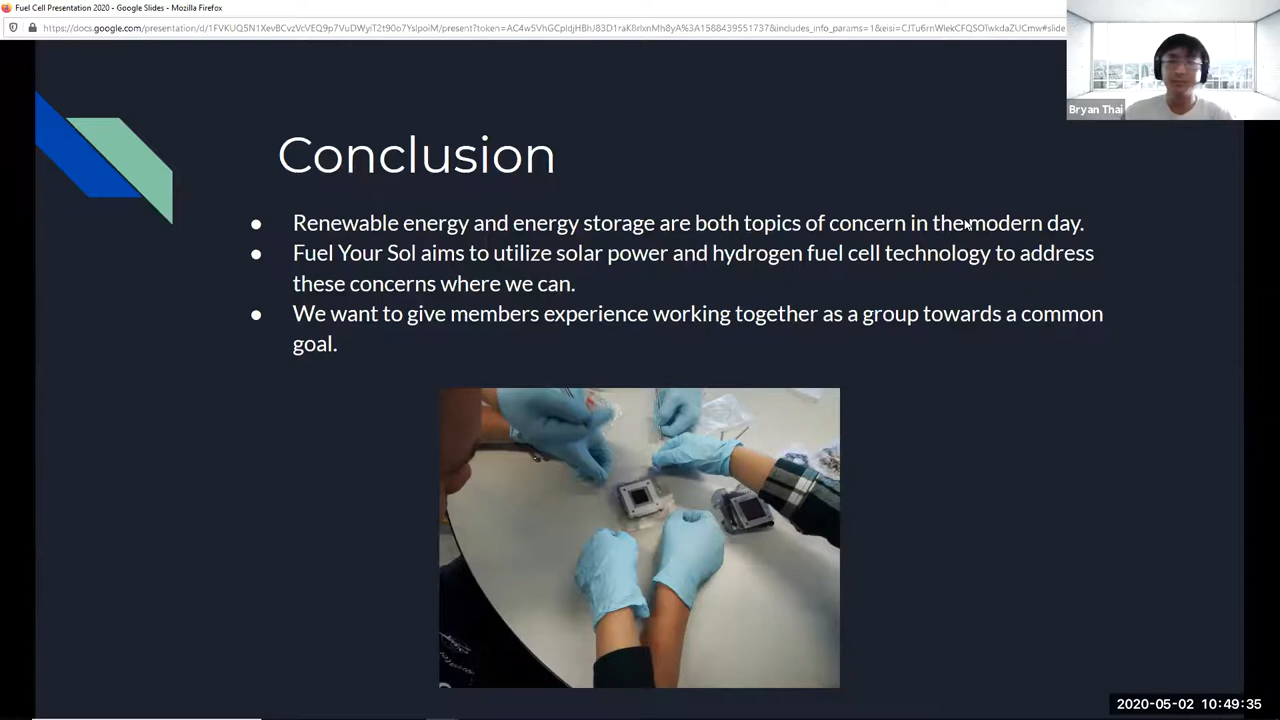 Fuel Cell Presentation 2020 - Google Slides - Mozilla Firefox
Bryan Thai
Conclusion
● Renewable energy and energy storage are both topics of concern in the modern day.
● Fuel Your Sol aims to utilize solar power and hydrogen fuel cell technology to address
these concerns where we can.
● We want to give members experience working together as a group towards a common
goal.
2020-05-02 10:49:35